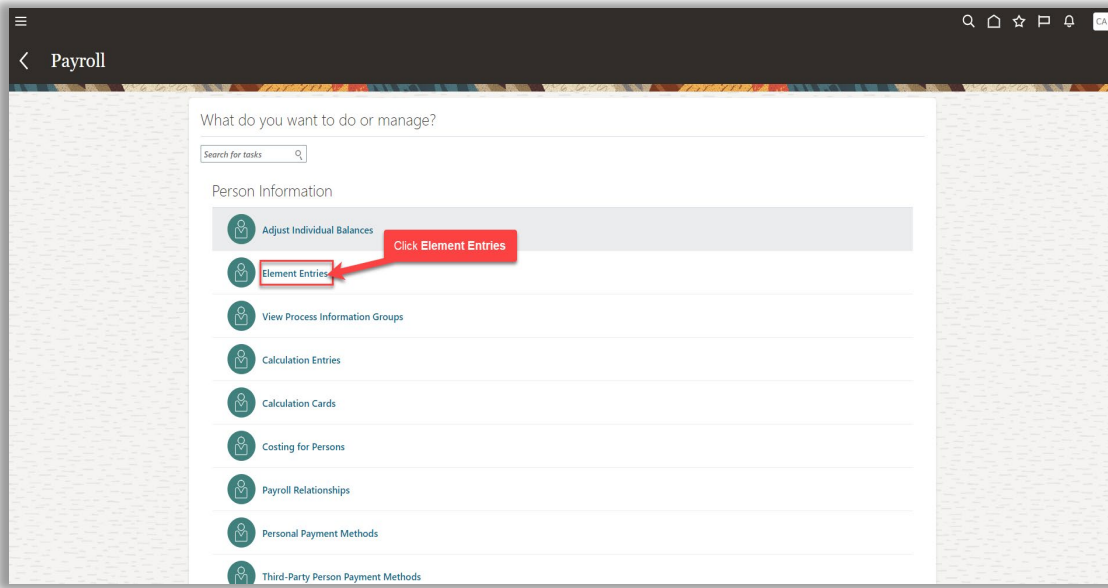 CA
Payroll
What do you want to do or manage?
Search for tasks
Person Information
Adjust Individual Balances
Click Element Entries
Element Entries
View Process Information Groups
Calculation Entries
Calculation Cards
Costing for Persons
Payroll Relationships
Personal Payment Methods
Third-Party Person Payment Methods